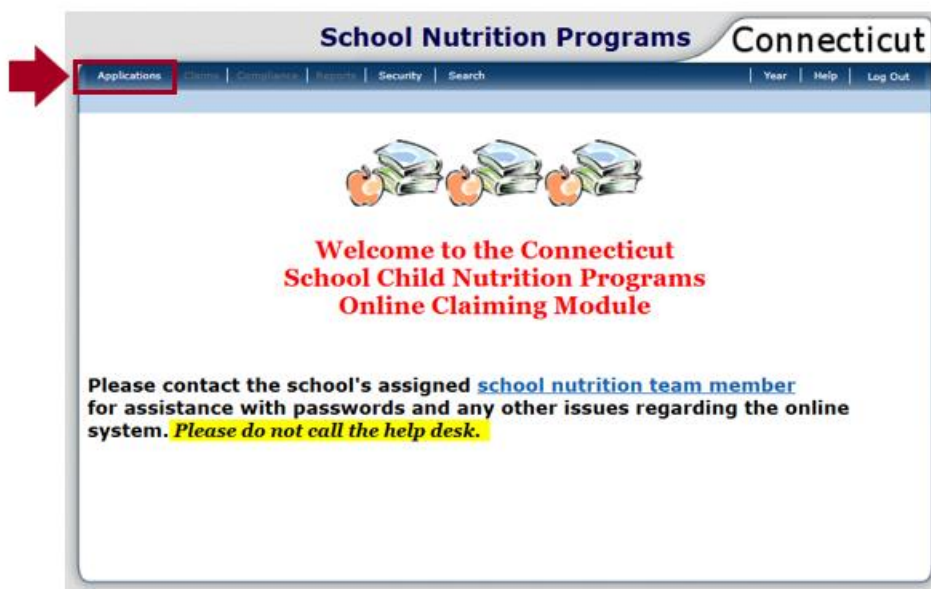 School Nutrition Programs
Connecticut
Applications Claims Compliance Reports Security Search Year Help Log Out
Welcome to the Connecticut
School Child Nutrition Programs
Online Claiming Module
Please contact the school's assigned school nutrition team member
for assistance with passwords and any other issues regarding the online
system. Please do not call the help desk.